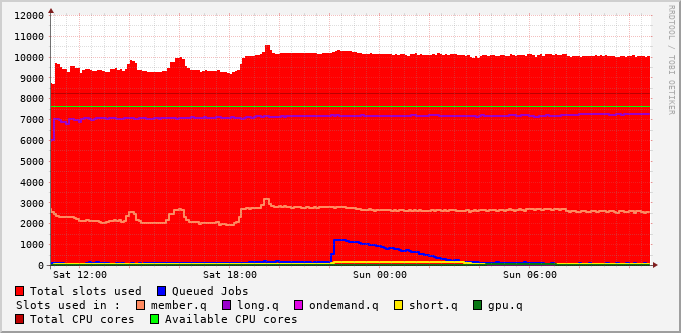 12000
11000
10000
9000
8000
7000
6000
5000
4000
3000
2000
1000
0
Sat 12:00 Sat 18:00 Sun 00:00 Sun 06:00
RRDTOOL / TOBI OETIKER
Total slots used Queued Jobs
Slots used in : member.q long.q ondemand.q short.q gpu.q
Total CPU cores Available CPU cores